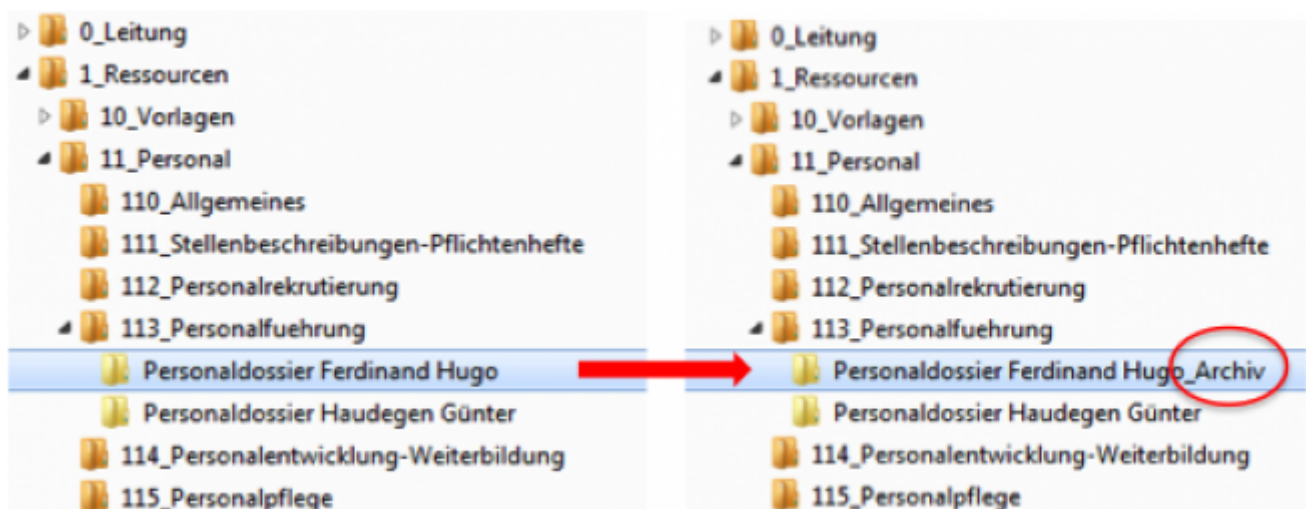 0_Leitung
1_Ressourcen
10_Vorlagen
11_Personal
110_Allgemeines
111_Stellenbeschreibungen-Pflichtenhefte
112_Personalrekrutierung
113_Personalfuehrung
Personaldossier Ferdinand Hugo
Personaldossier Haudegen Günter
114_Personalentwicklung-Weiterbildung
115_Personalpflege
0_Leitung
1_Ressourcen
10_Vorlagen
11_Personal
110_Allgemeines
111_Stellenbeschreibungen-Pflichtenhefte
112_Personalrekrutierung
113_Personalfuehrung
Personaldossier Ferdinand Hugo_Archiv
Personaldossier Haudegen Günter
114_Personalentwicklung-Weiterbildung
115_Personalpflege